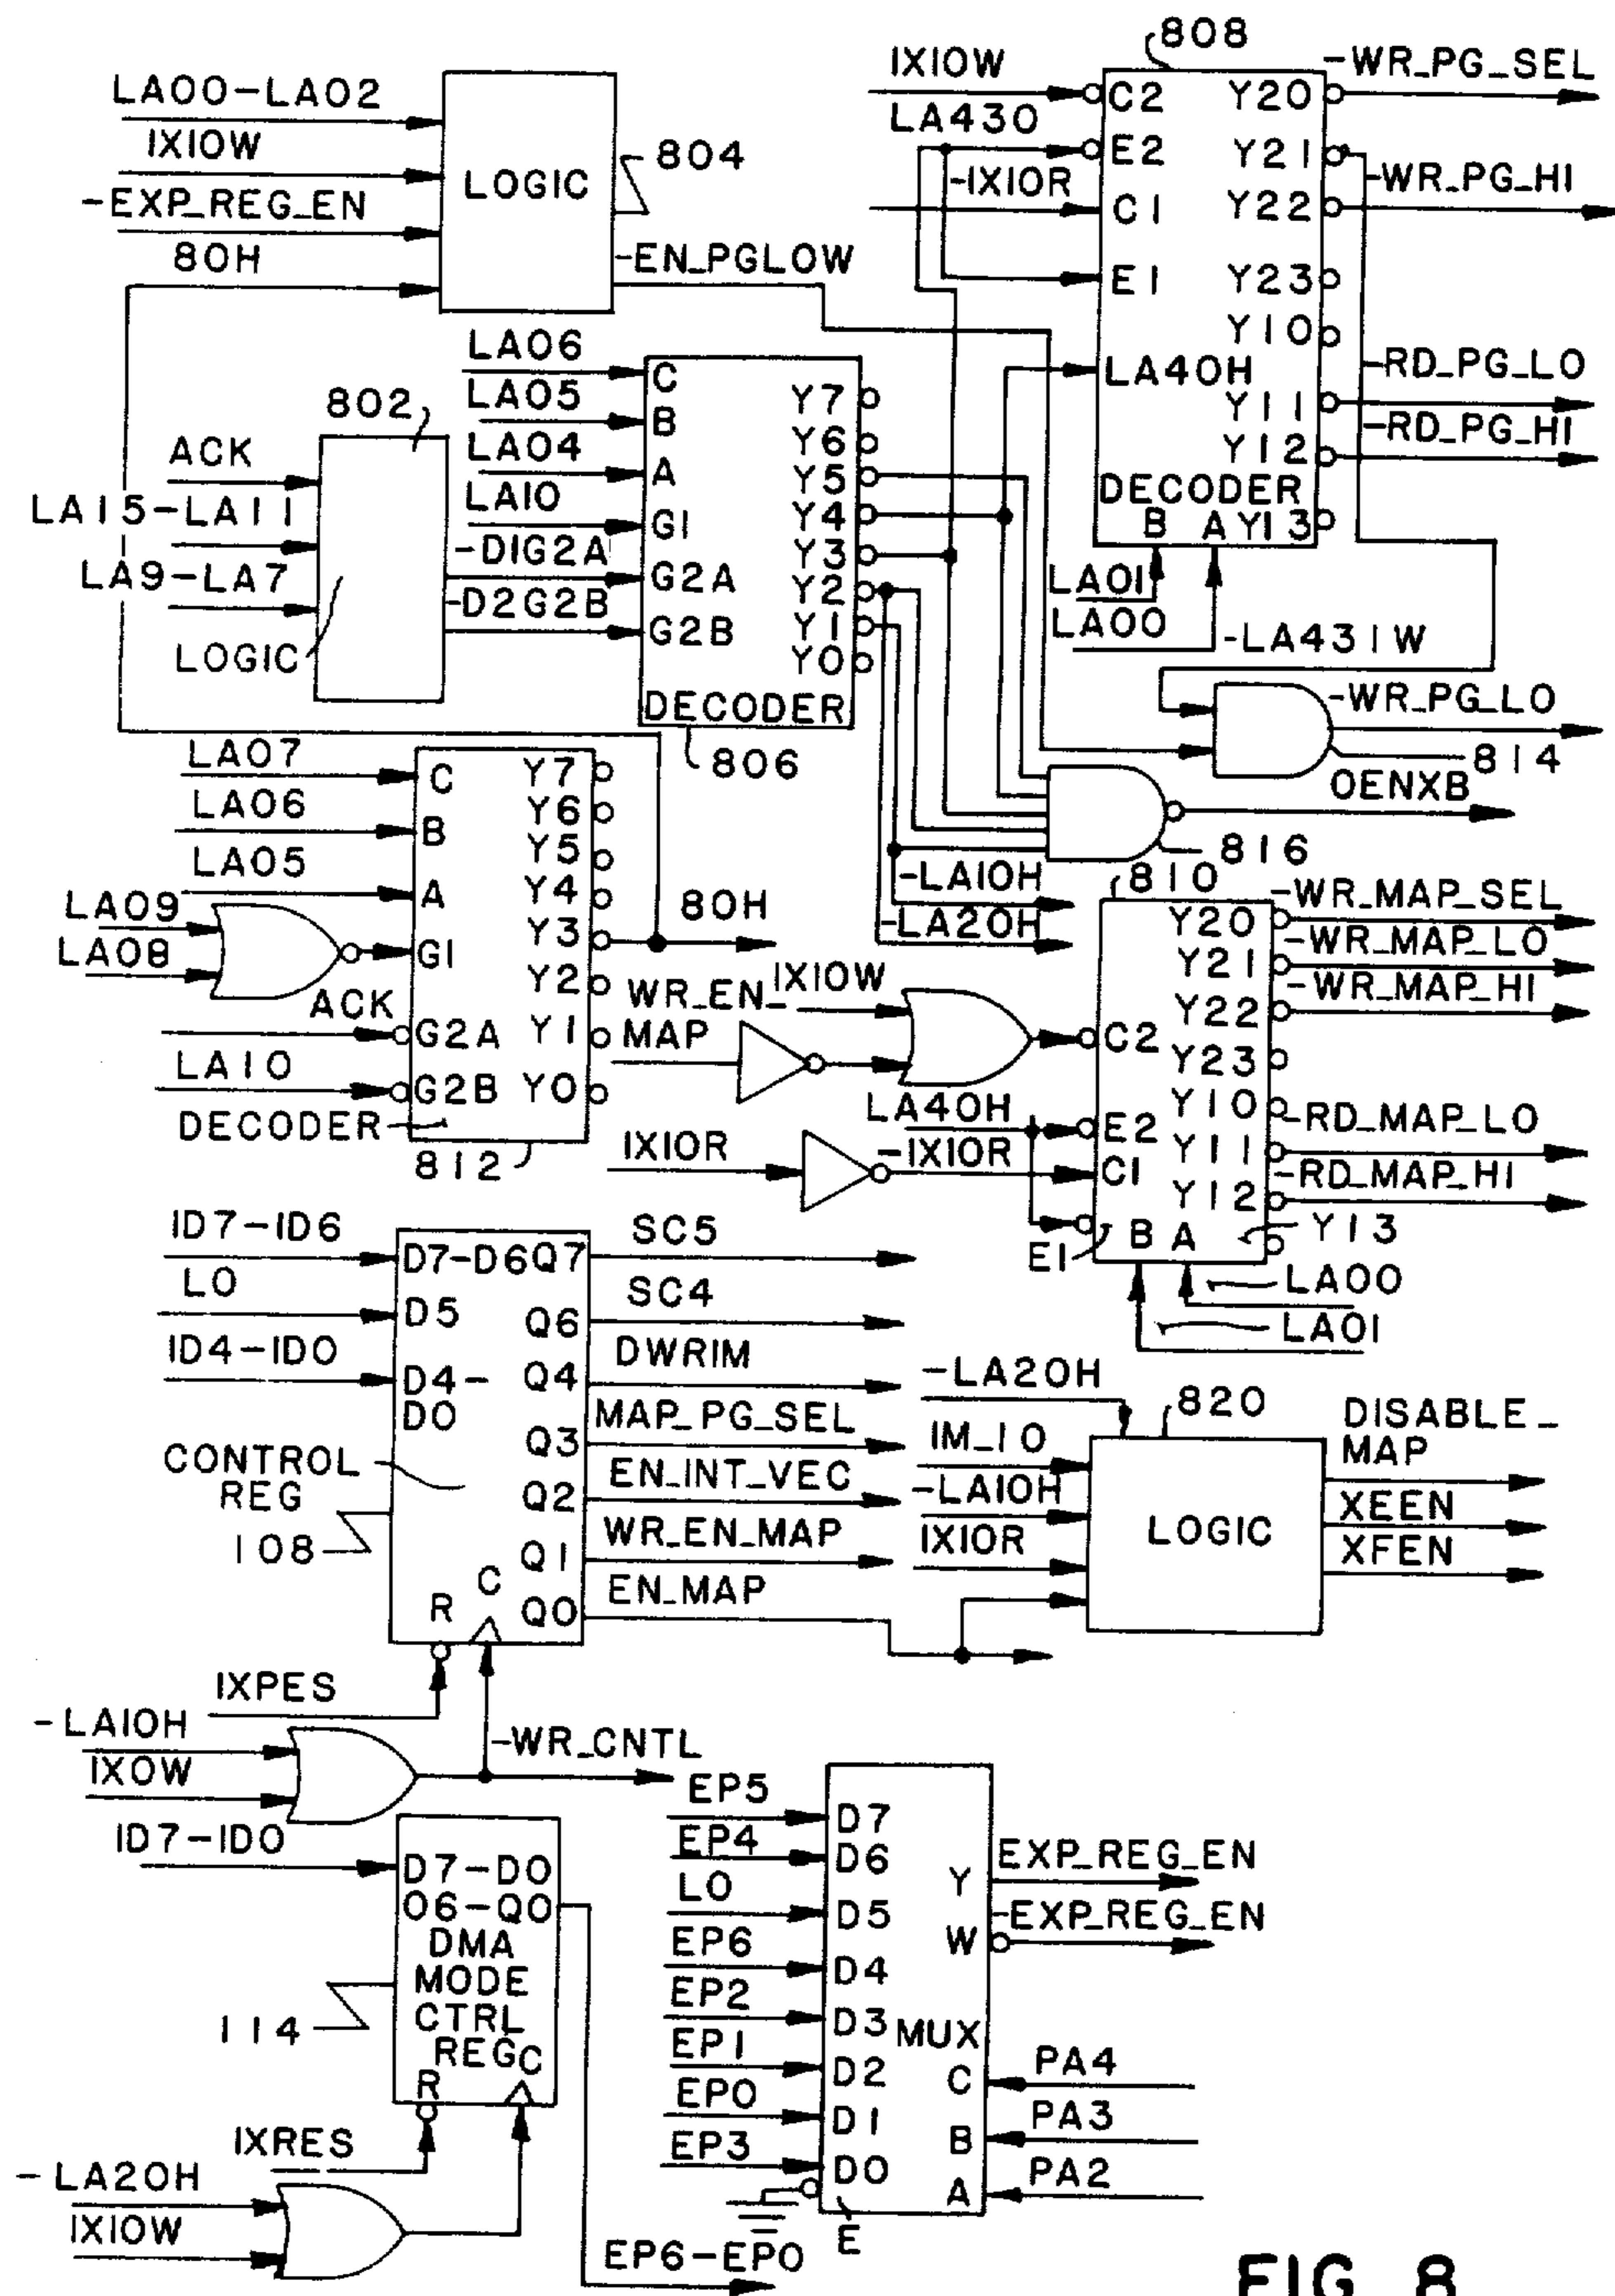 LA00-LA02
IXIOW
-EXP_REG_EN
80H
LOGIC
804
-EN_PGLOW
808
IXIOW
C2
Y20
-WR_PG_SEL
LA430
E2
Y21
-IXIOR
C1
Y22
-WR_PG_HI
E1
Y23
Y10
LA40H
-RD_PG_LO
Y11
-RD_PG_HI
Y12
DECODER
B A Y13
LA01
LA00
-LA431W
LA06
C
Y7
LA05
B
Y6
LA04
A
Y5
LA10
G1
Y4
-D1G2A
G2A
Y3
-D2G2B
G2B
Y2
Y1
Y0
DECODER
806
802
ACK
LA15-LA11
LA9-LA7
LOGIC
-WR_PG_LO
814
OENXB
816
-LA10H
-LA20H
LA07
C
Y7
LA06
B
Y6
LA05
A
Y5
Y4
LA09
LA08
G1
Y3
80H
Y2
ACK
G2A
Y1
LA10
G2B
Y0
DECODER
812
810
IXIOW
WR_EN_
MAP
C2
Y20
-WR_MAP_SEL
Y21
-WR_MAP_LO
Y22
-WR_MAP_HI
Y23
Y10
LA40H
E2
Y11
-RD_MAP_LO
IXIOR
-IXIOR
C1
Y12
-RD_MAP_HI
E1
B A
Y13
LA00
LA01
ID7-ID6
D7-D6
Q7
SC5
LO
D5
Q6
SC4
ID4-ID0
D4-
D0
Q4
DWRIM
Q3
MAP_PG_SEL
CONTROL
REG
108
Q2
EN_INT_VEC
Q1
WR_EN_MAP
R C Q0
EN_MAP
-LA20H
820
IM_IO
-LA10H
IXIOR
LOGIC
DISABLE_
MAP
XEEN
XFEN
IXPES
-LA10H
IXOW
-WR_CNTL
ID7-ID0
D7-D0
O6-Q0
DMA
MODE
CTRL
REG
C
R
114
IXRES
-LA20H
IXIOW
EP6-EP0
EP5
D7
EP4
D6
LO
D5
EP6
D4
EP2
D3
EP1
D2
EP0
D1
EP3
D0
E
MUX
Y
EXP_REG_EN
W
-EXP_REG_EN
C
PA4
B
PA3
A
PA2
FIG. 8